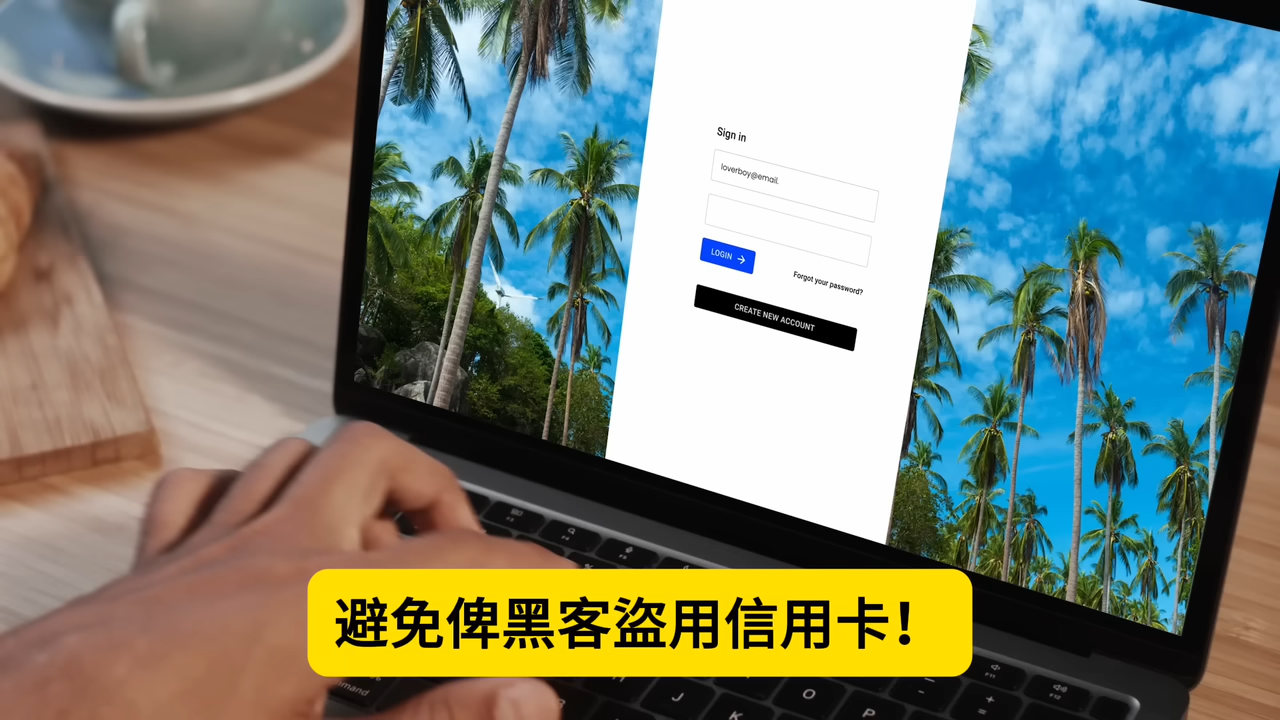 Sign in
loverboy@email.
LOGIN →
Forgot your password?
CREATE NEW ACCOUNT
避免俾黑客盜用信用卡！
command
H
J
K
O
P